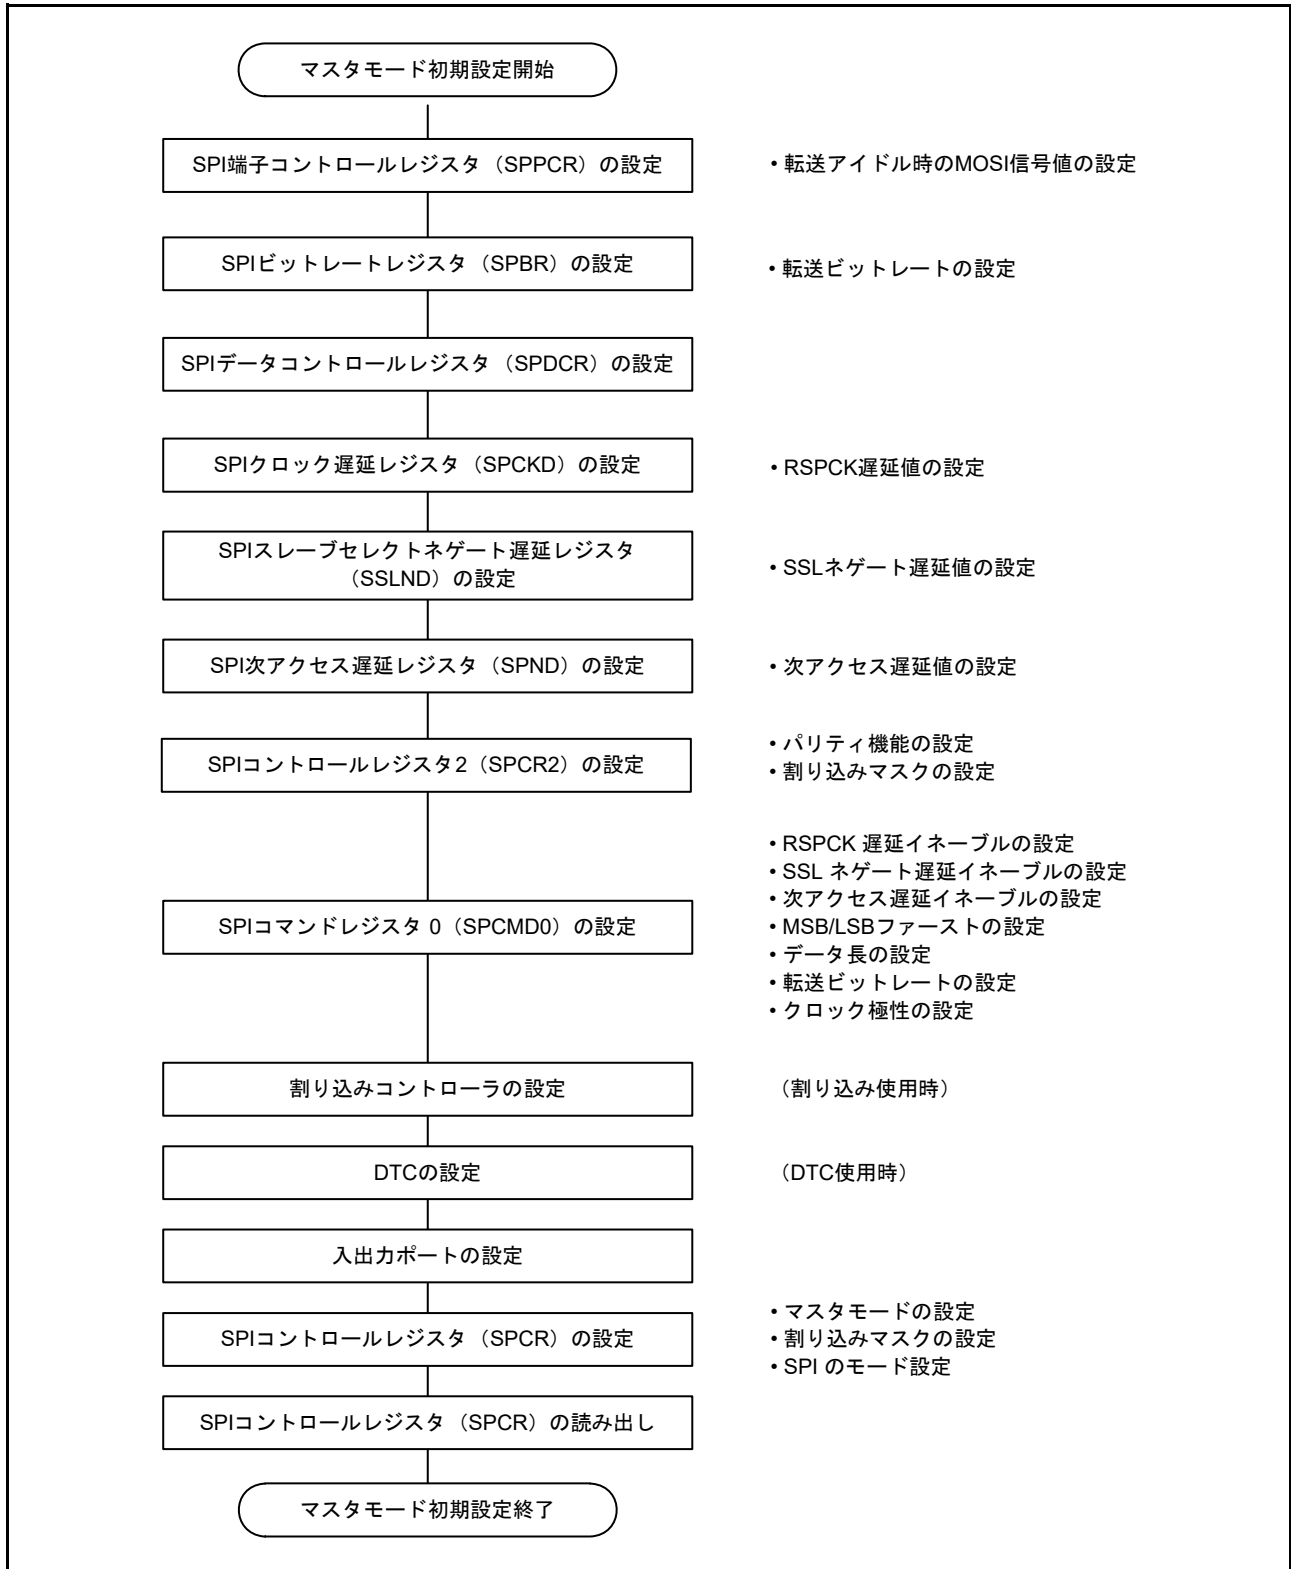 マスタモード初期設定開始
SPI端子コントロールレジスタ（SPPCR）の設定
• 転送アイドル時のMOSI信号値の設定
SPIビットレートレジスタ（SPBR）の設定
• 転送ビットレートの設定
SPIデータコントロールレジスタ（SPDCR）の設定
SPIクロック遅延レジスタ（SPCKD）の設定
• RSPCK遅延値の設定
SPIスレーブセレクトネゲート遅延レジスタ
（SSLND）の設定
• SSLネゲート遅延値の設定
SPI次アクセス遅延レジスタ（SPND）の設定
• 次アクセス遅延値の設定
SPIコントロールレジスタ2（SPCR2）の設定
• パリティ機能の設定
• 割り込みマスクの設定
SPIコマンドレジスタ 0（SPCMD0）の設定
• RSPCK 遅延イネーブルの設定
• SSL ネゲート遅延イネーブルの設定
• 次アクセス遅延イネーブルの設定
• MSB/LSBファーストの設定
• データ長の設定
• 転送ビットレートの設定
• クロック極性の設定
割り込みコントローラの設定
（割り込み使用時）
DTCの設定
（DTC使用時）
入出力ポートの設定
SPIコントロールレジスタ（SPCR）の設定
• マスタモードの設定
• 割り込みマスクの設定
• SPI のモード設定
SPIコントロールレジスタ（SPCR）の読み出し
マスタモード初期設定終了